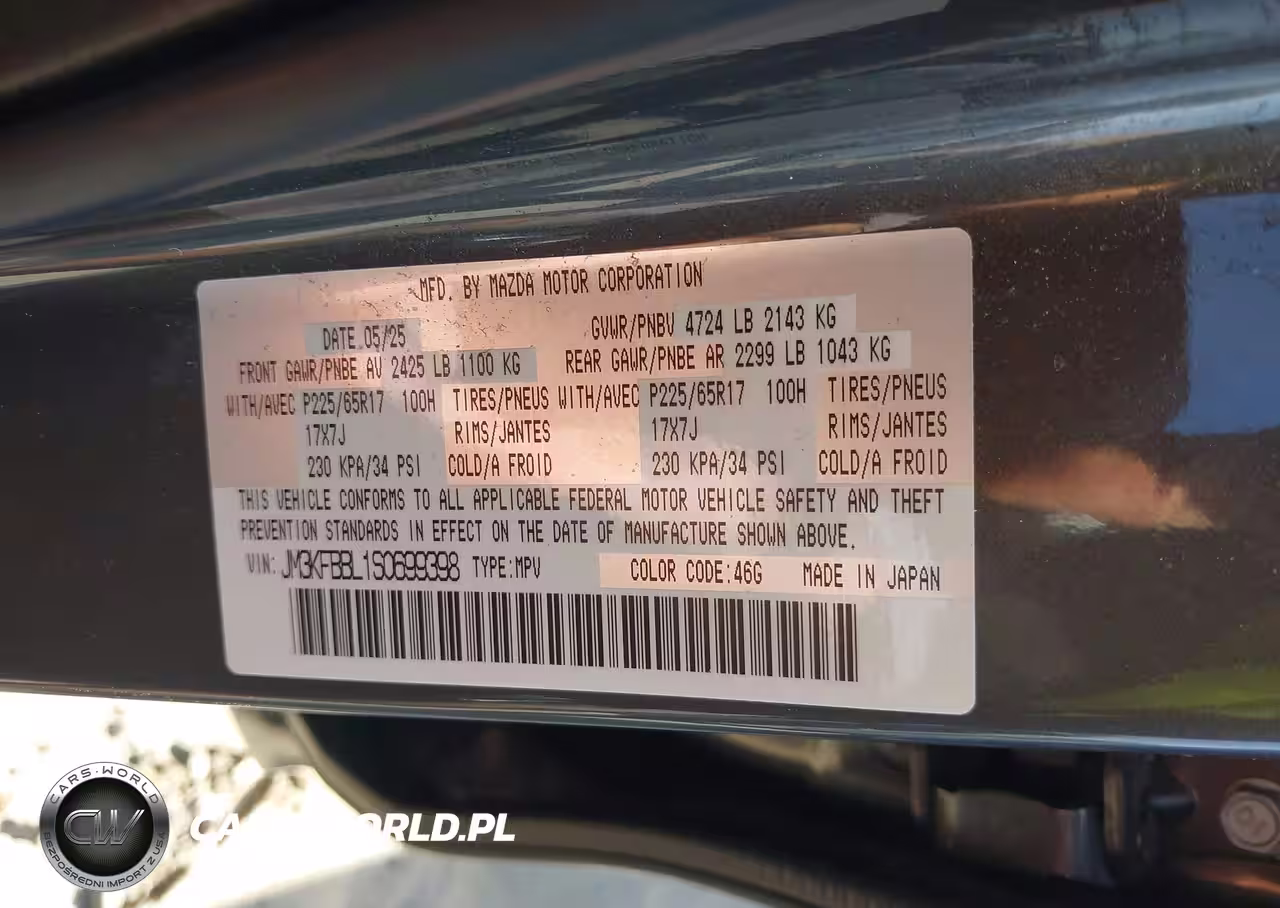 MFD. BY MAZDA MOTOR CORPORATION
DATE 05/25 GVWR/PNBV 4724 LB 2143 KG
FRONT GAWR/PNBE AV 2425 LB 1100 KG REAR GAWR/PNBE AR 2299 LB 1043 KG
WITH/AVEC P225/65R17 100H TIRES/PNEUS WITH/AVEC P225/65R17 100H TIRES/PNEUS
17X7J RIMS/JANTES 17X7J RIMS/JANTES
230 KPA/34 PSI COLD/A FROID 230 KPA/34 PSI COLD/A FROID
THIS VEHICLE CONFORMS TO ALL APPLICABLE FEDERAL MOTOR VEHICLE SAFETY AND THEFT
PREVENTION STANDARDS IN EFFECT ON THE DATE OF MANUFACTURE SHOWN ABOVE.
VIN: JM3KFBBL1S0699398 TYPE:MPV COLOR CODE:46G MADE IN JAPAN
CARS-WORLD
CW
BEZPOŚREDNI IMPORT Z USA
CARS-WORLD.PL